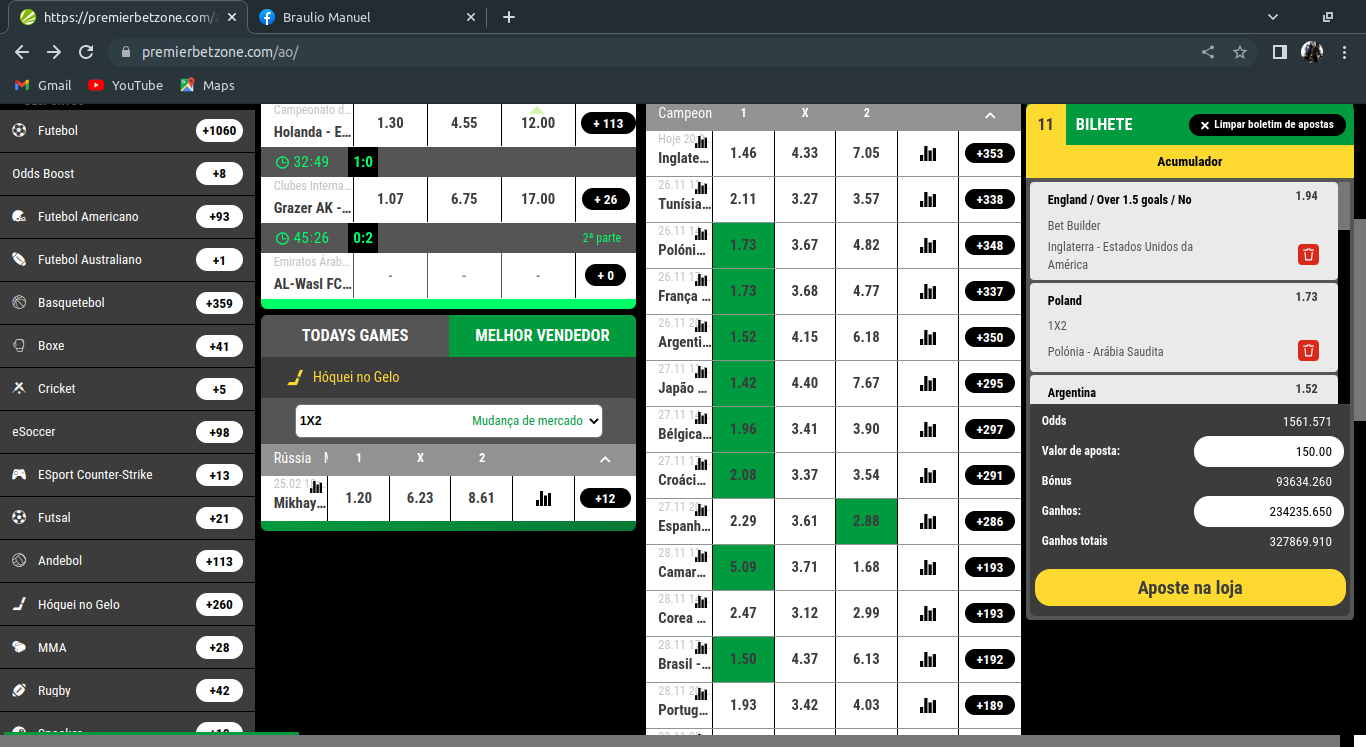 https://premierbetzone.com/
Braulio Manuel
premierbetzone.com/ao/
Gmail
YouTube
Maps
Futebol +1060
Odds Boost +8
Futebol Americano +93
Futebol Australiano +1
Basquetebol +359
Boxe +41
Cricket +5
eSoccer +98
ESport Counter-Strike +13
Futsal +21
Andebol +113
Hóquei no Gelo +260
MMA +28
Rugby +42
Campeonato d...
Holanda - E... 1.30 4.55 12.00 + 113
32:49 1:0
Clubes Interna...
Grazer AK -... 1.07 6.75 17.00 + 26
45:26 0:2 2ª parte
Emiratos Árab...
AL-Wasl FC... - - - + 0
TODAYS GAMES MELHOR VENDEDOR
Hóquei no Gelo
1X2 Mudança de mercado
Rússia 1 X 2
25.02
Mikhay... 1.20 6.23 8.61 +12
Campeon 1 X 2
Hoje
Inglate... 1.46 4.33 7.05 +353
26.11
Tunísia... 2.11 3.27 3.57 +338
26.11
Polóni... 1.73 3.67 4.82 +348
26.11
França ... 1.73 3.68 4.77 +337
26.11
Argenti... 1.52 4.15 6.18 +350
27.11
Japão ... 1.42 4.40 7.67 +295
27.11
Bélgica... 1.96 3.41 3.90 +297
27.11
Croáci... 2.08 3.37 3.54 +291
27.11
Espanh... 2.29 3.61 2.88 +286
28.11
Camar... 5.09 3.71 1.68 +193
28.11
Corea ... 2.47 3.12 2.99 +193
28.11
Brasil -... 1.50 4.37 6.13 +192
28.11
Portug... 1.93 3.42 4.03 +189
11 BILHETE Limpar boletim de apostas
Acumulador
England / Over 1.5 goals / No 1.94
Bet Builder
Inglaterra - Estados Unidos da
América
Poland 1.73
1X2
Polónia - Arábia Saudita
Argentina 1.52
Odds 1561.571
Valor de aposta: 150.00
Bónus 93634.260
Ganhos: 234235.650
Ganhos totais 327869.910
Aposte na loja